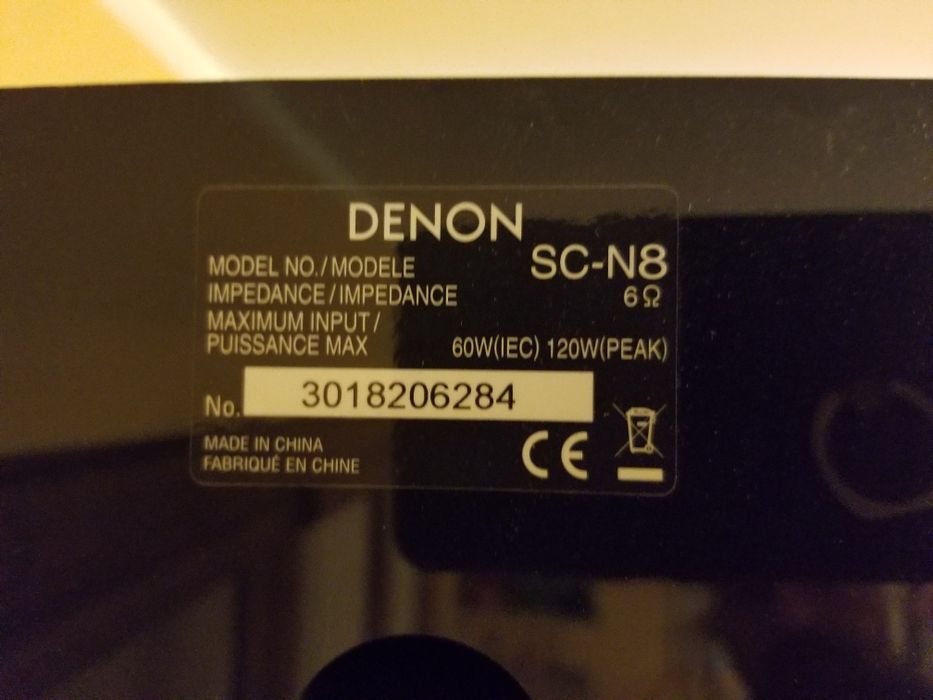 DENON
MODEL NO./MODELE SC-N8
IMPEDANCE/IMPEDANCE 6Ω
MAXIMUM INPUT/
PUISSANCE MAX 60W(IEC) 120W(PEAK)
No. 3018206284
MADE IN CHINA
FABRIQUÉ EN CHINE
CE